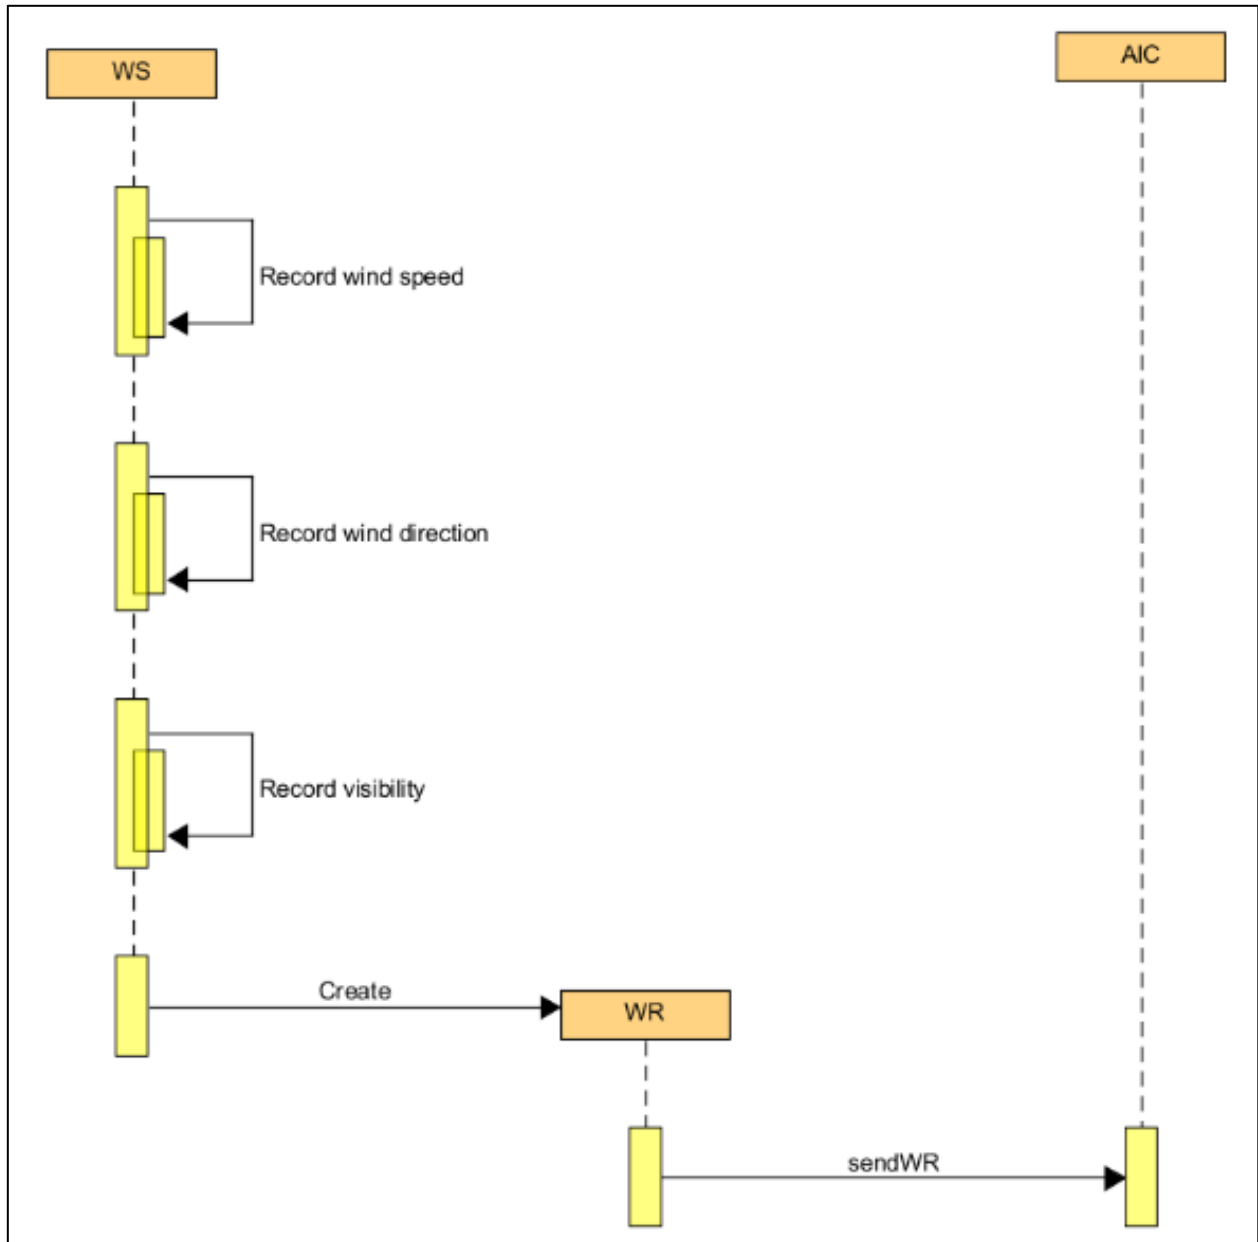 WS
AIC
Record wind speed
Record wind direction
Record visibility
Create
WR
sendWR